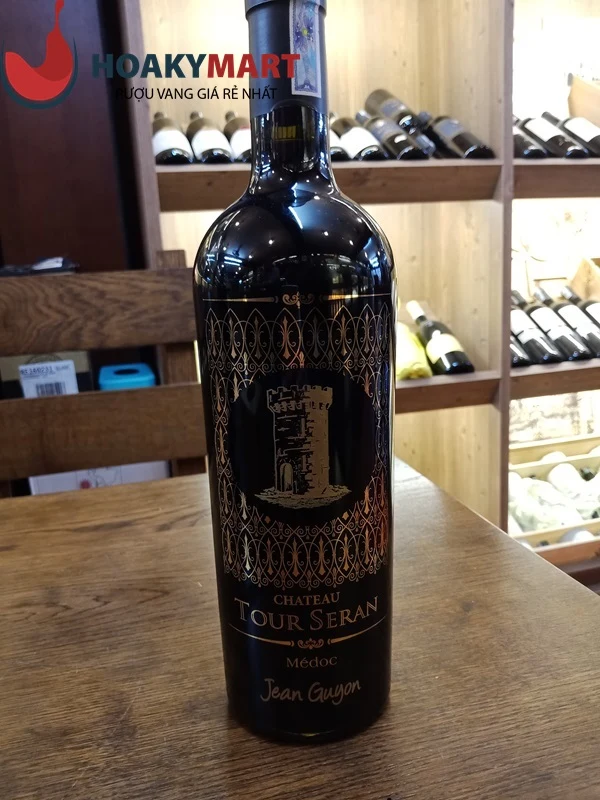 HOAKYMART
RƯỢU VANG GIÁ RẺ NHẤT
CHATEAU
TOUR SERAN
Médoc
Jean Guyon